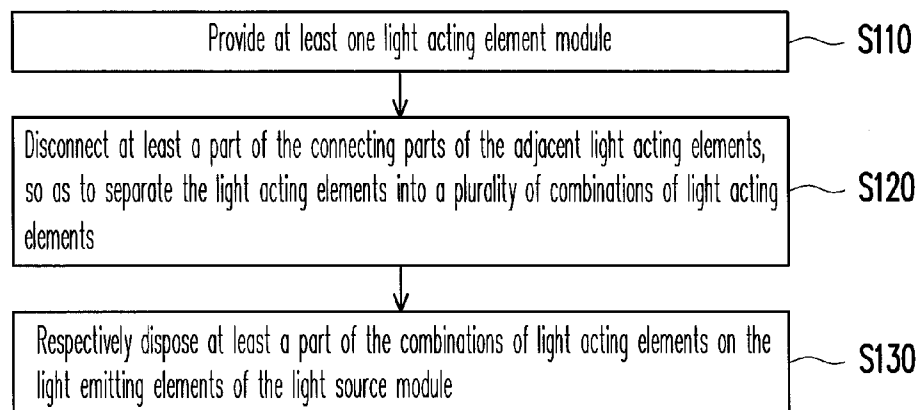 Provide at least one light acting element module
S110
Disconnect at least a part of the connecting parts of the adjacent light acting elements,
so as to separate the light acting elements into a plurality of combinations of light acting
elements
S120
Respectively dispose at least a part of the combinations of light acting elements on the
light emitting elements of the light source module
S130